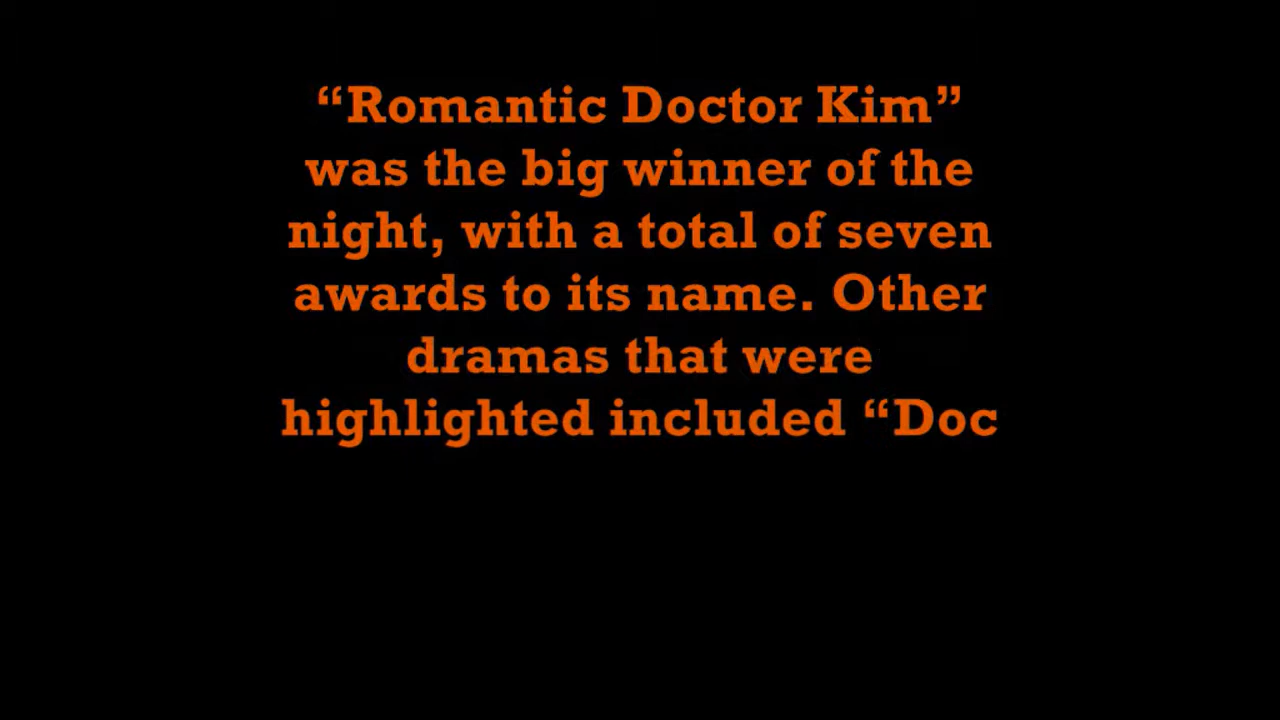 “Romantic Doctor Kim”
was the big winner of the
night, with a total of seven
awards to its name. Other
dramas that were
highlighted included “Doc